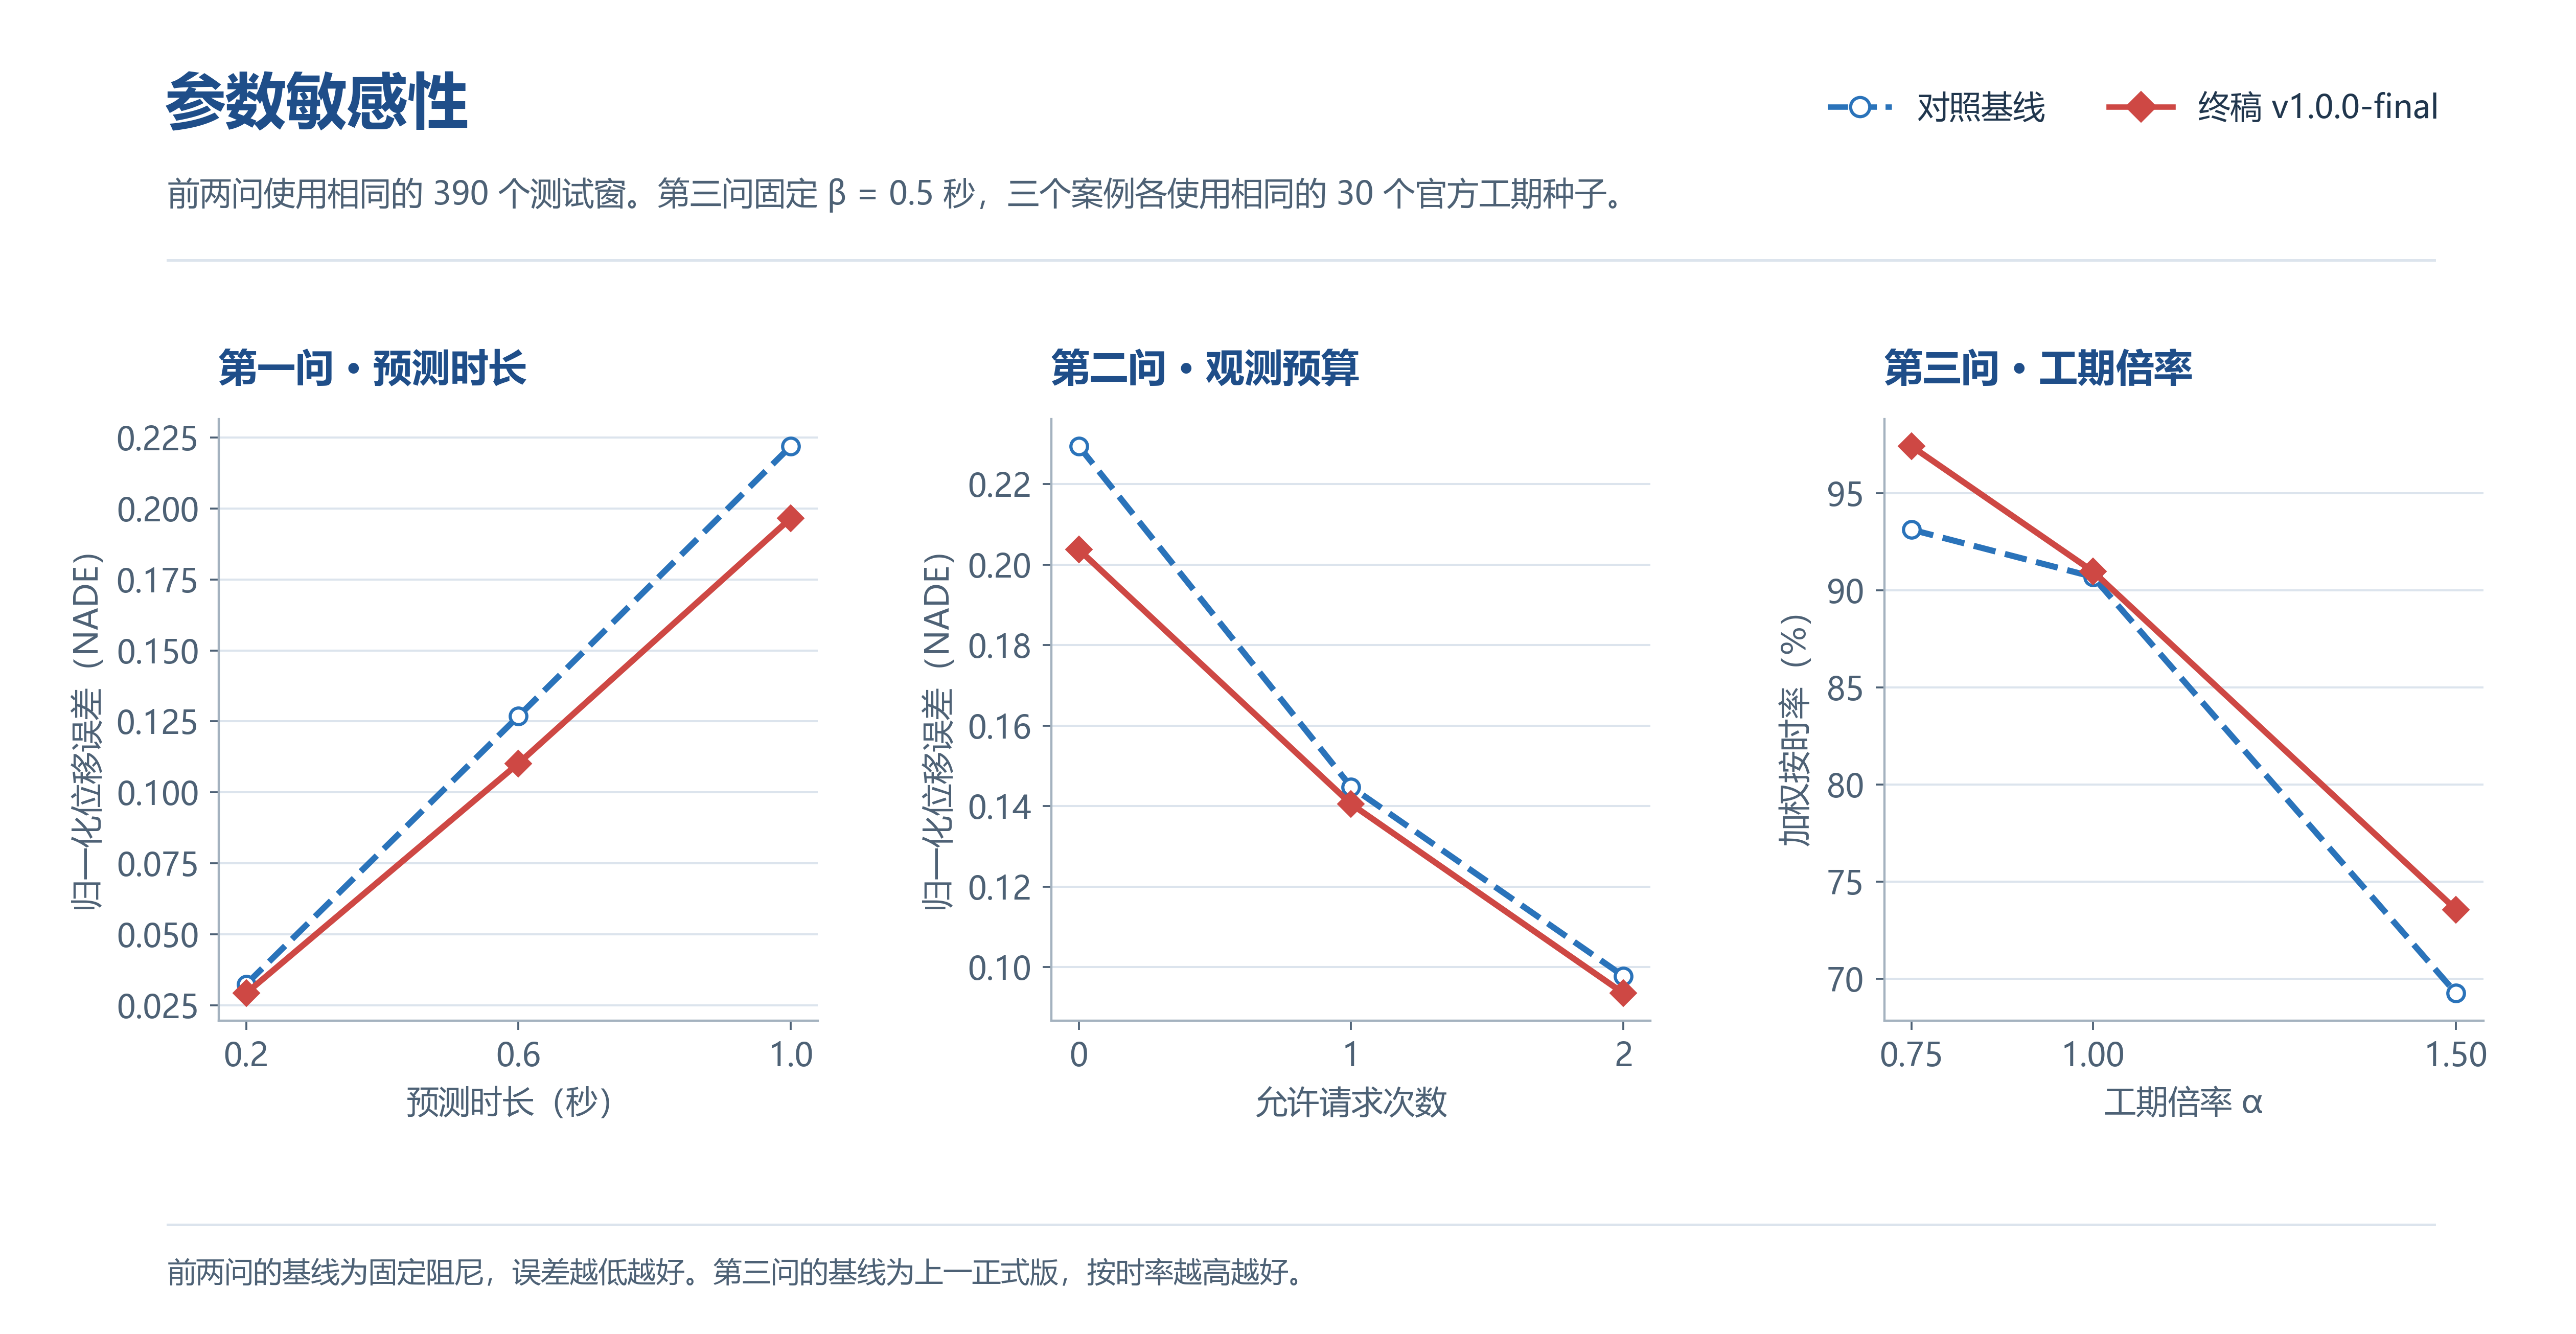 参数敏感性
对照基线
终稿 v1.0.0-final
前两问使用相同的 390 个测试窗。第三问固定 β = 0.5 秒，三个案例各使用相同的 30 个官方工期种子。
第一问・预测时长
归一化位移误差（NADE）
0.225
0.200
0.175
0.150
0.125
0.100
0.075
0.050
0.025
0.2
0.6
1.0
预测时长（秒）
第二问・观测预算
归一化位移误差（NADE）
0.22
0.20
0.18
0.16
0.14
0.12
0.10
0
1
2
允许请求次数
第三问・工期倍率
加权按时率（%）
95
90
85
80
75
70
0.75
1.00
1.50
工期倍率 α
前两问的基线为固定阻尼，误差越低越好。第三问的基线为上一正式版，按时率越高越好。